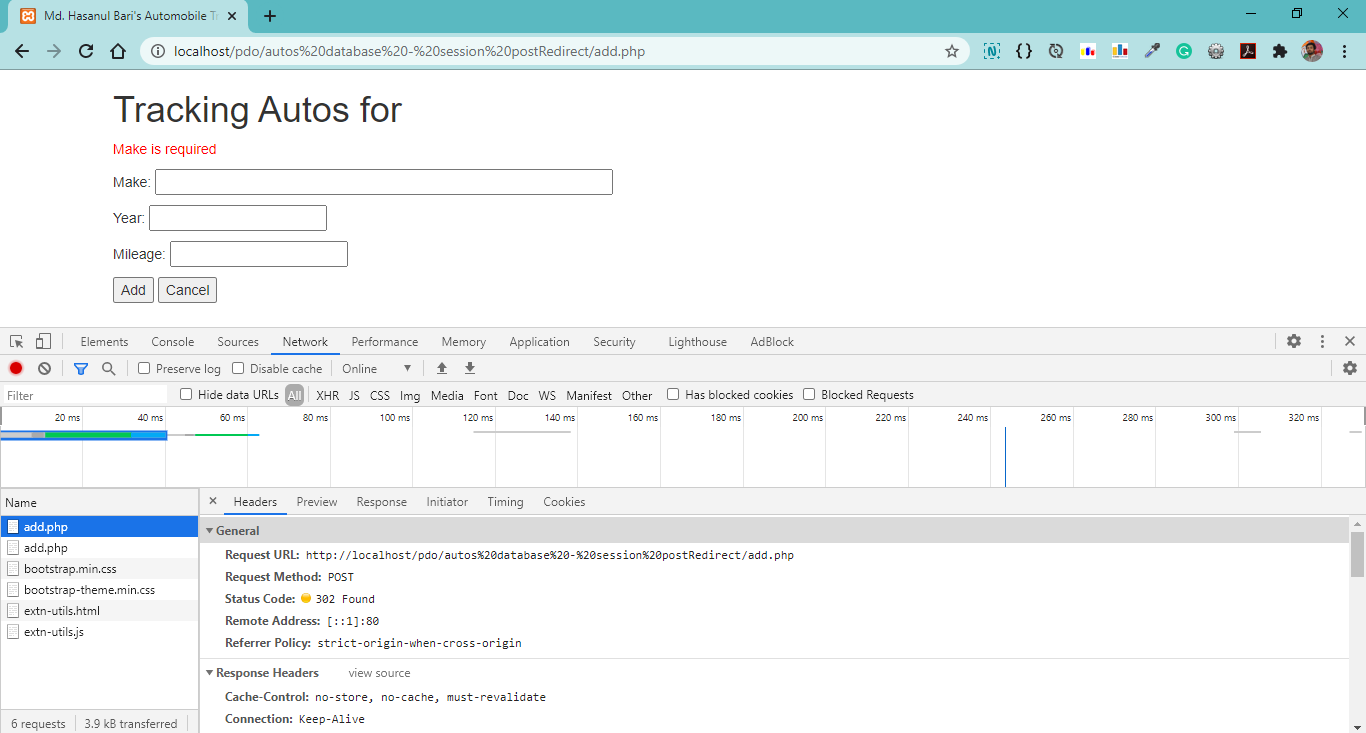 Md. Hasanul Bari's Automobile Tr
localhost/pdo/autos%20database%20-%20session%20postRedirect/add.php
Tracking Autos for
Make is required
Make:
Year:
Mileage:
Add Cancel
Elements Console Sources Network Performance Memory Application Security Lighthouse AdBlock
Preserve log Disable cache Online
Filter Hide data URLs All XHR JS CSS Img Media Font Doc WS Manifest Other Has blocked cookies Blocked Requests
20 ms 40 ms 60 ms 80 ms 100 ms 120 ms 140 ms 160 ms 180 ms 200 ms 220 ms 240 ms 260 ms 280 ms 300 ms 320 ms
Name
add.php
add.php
bootstrap.min.css
bootstrap-theme.min.css
extn-utils.html
extn-utils.js
6 requests 3.9 kB transferred
Headers Preview Response Initiator Timing Cookies
General
Request URL: http://localhost/pdo/autos%20database%20-%20session%20postRedirect/add.php
Request Method: POST
Status Code: 302 Found
Remote Address: [::1]:80
Referrer Policy: strict-origin-when-cross-origin
Response Headers view source
Cache-Control: no-store, no-cache, must-revalidate
Connection: Keep-Alive